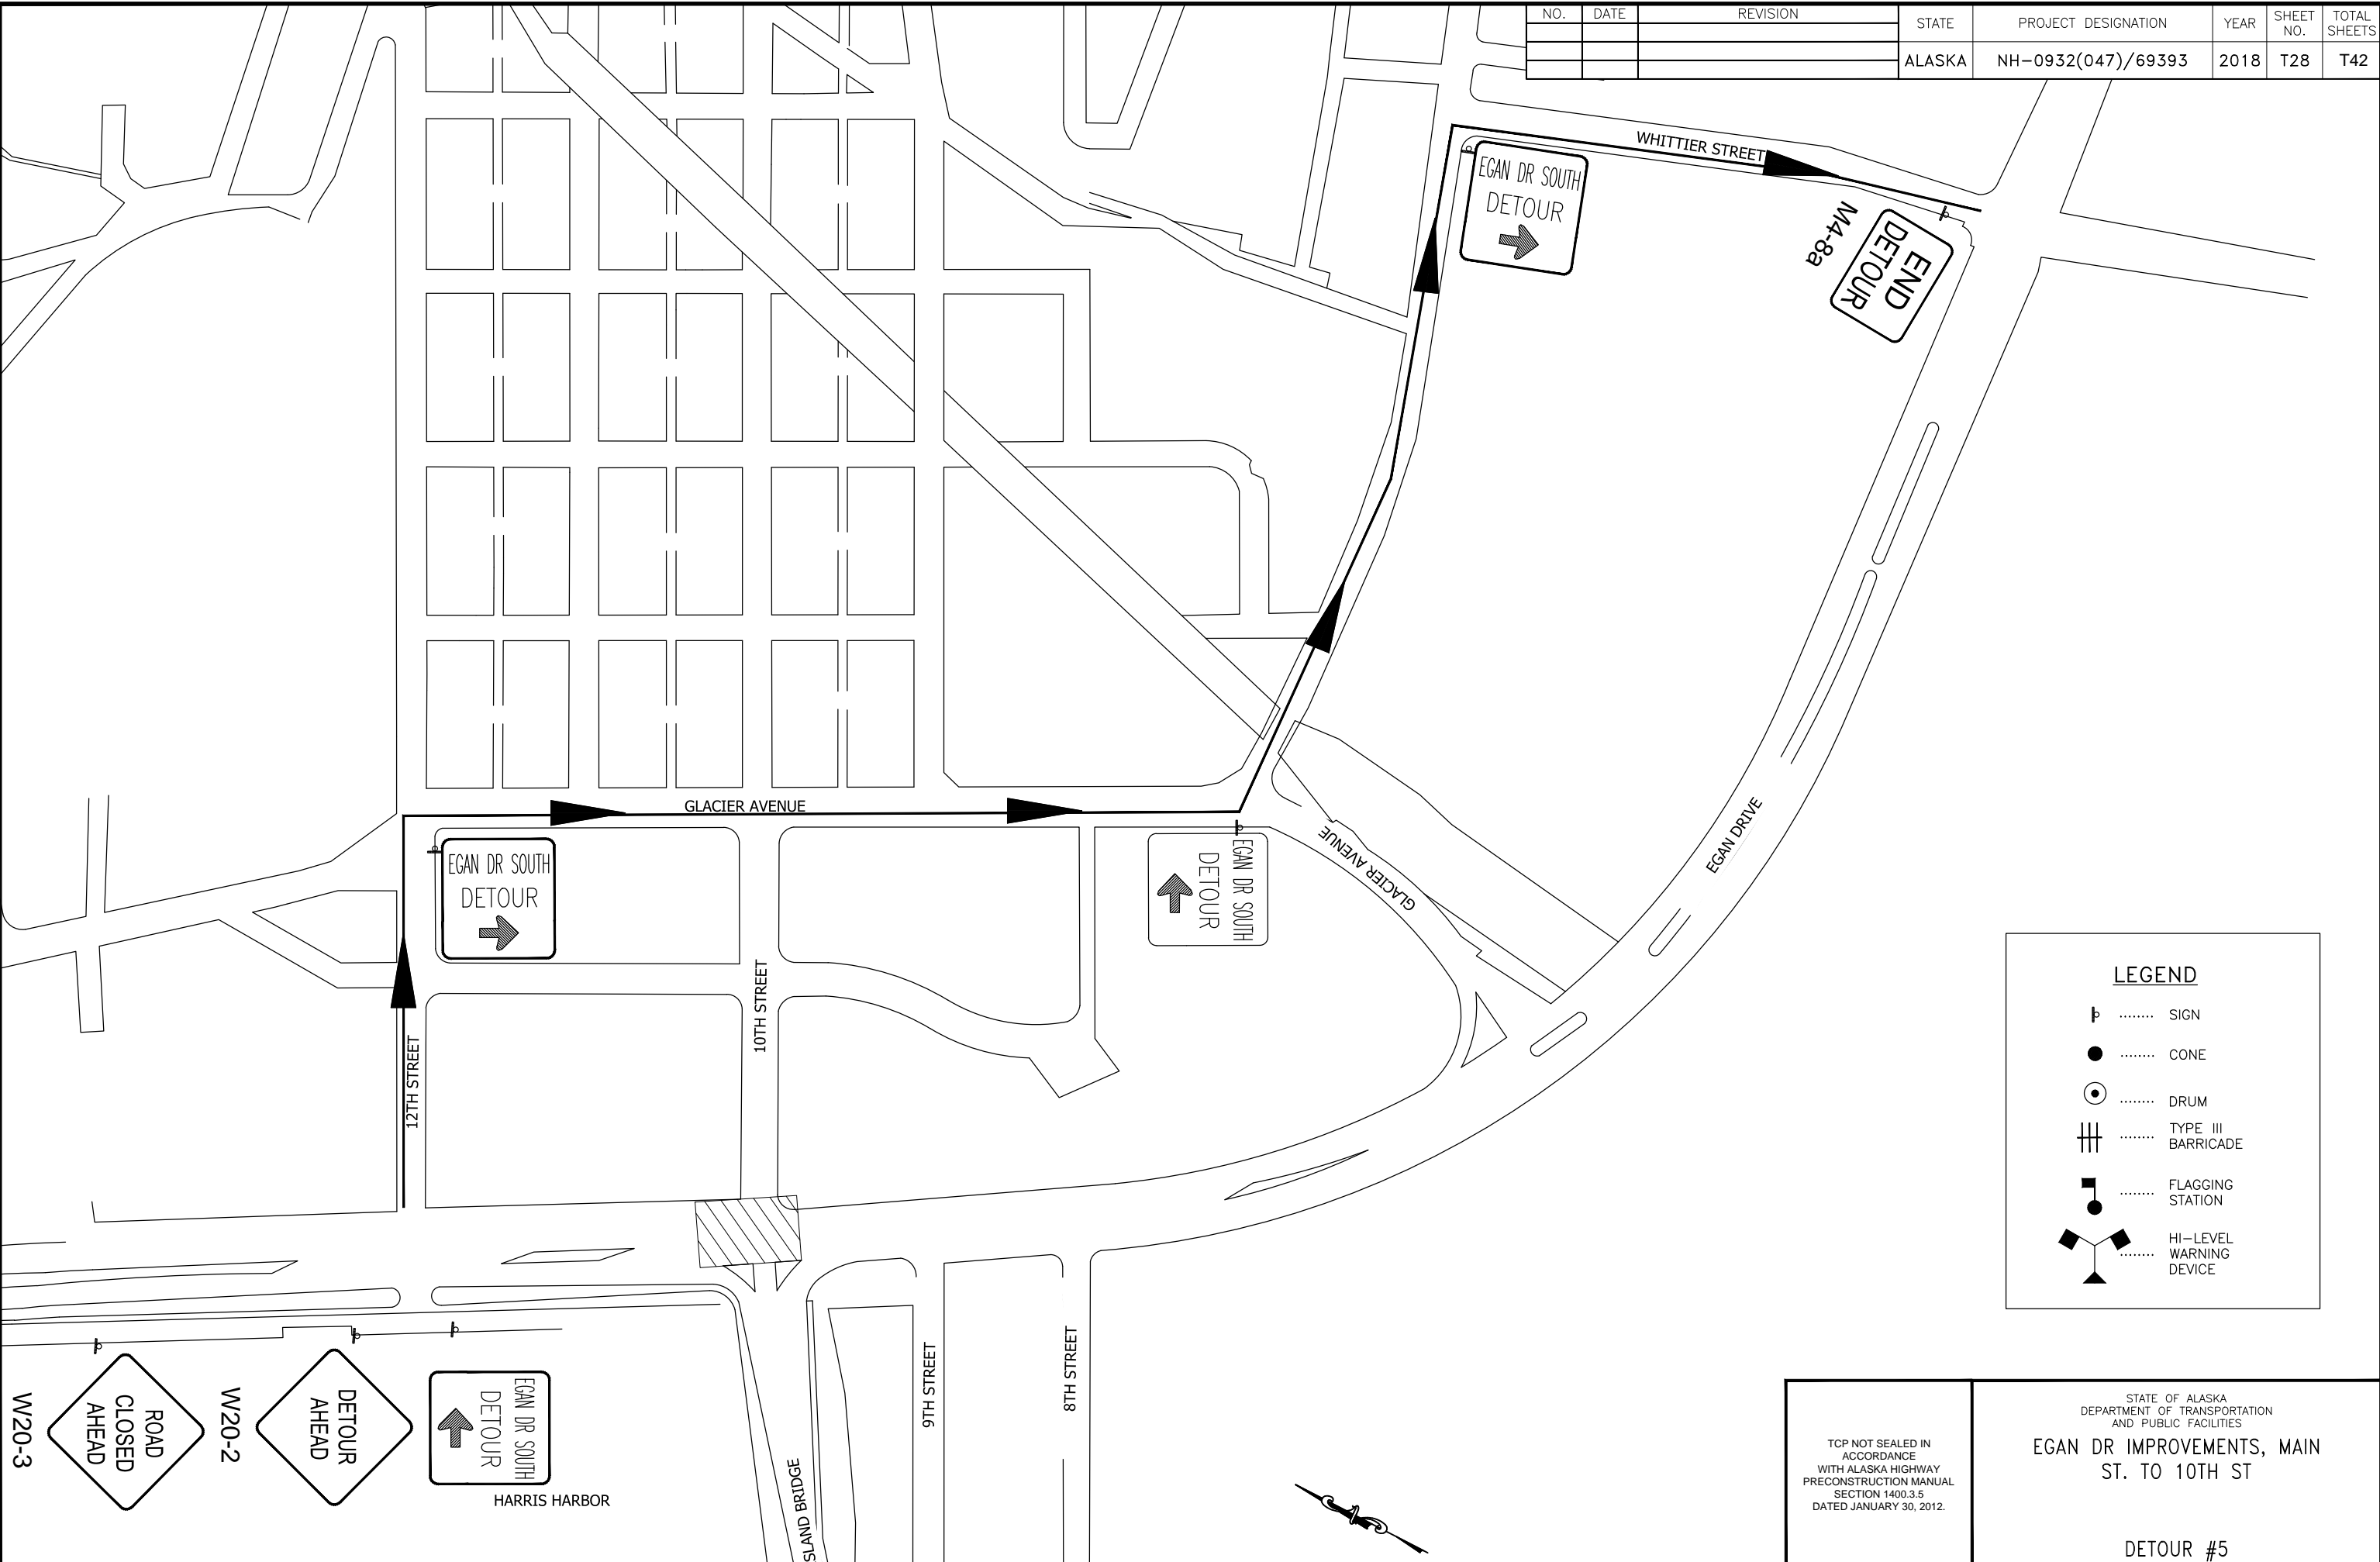 NO. DATE REVISION STATE PROJECT DESIGNATION YEAR SHEET NO. TOTAL SHEETS
ALASKA NH-0932(047)/69393 2018 T28 T42
WHITTIER STREET
EGAN DR SOUTH
DETOUR
END
DETOUR
M4-8a
GLACIER AVENUE
EGAN DR SOUTH
DETOUR
EGAN DR SOUTH
DETOUR
GLACIER AVENUE
EGAN DRIVE
12TH STREET
10TH STREET
LEGEND
SIGN
CONE
DRUM
TYPE III
BARRICADE
FLAGGING
STATION
HI-LEVEL
WARNING
DEVICE
9TH STREET
8TH STREET
W20-3
ROAD
CLOSED
AHEAD
W20-2
DETOUR
AHEAD
EGAN DR SOUTH
DETOUR
HARRIS HARBOR
SLAND BRIDGE
TCP NOT SEALED IN
ACCORDANCE
WITH ALASKA HIGHWAY
PRECONSTRUCTION MANUAL
SECTION 1400.3.5
DATED JANUARY 30, 2012.
STATE OF ALASKA
DEPARTMENT OF TRANSPORTATION
AND PUBLIC FACILITIES
EGAN DR IMPROVEMENTS, MAIN
ST. TO 10TH ST
DETOUR #5